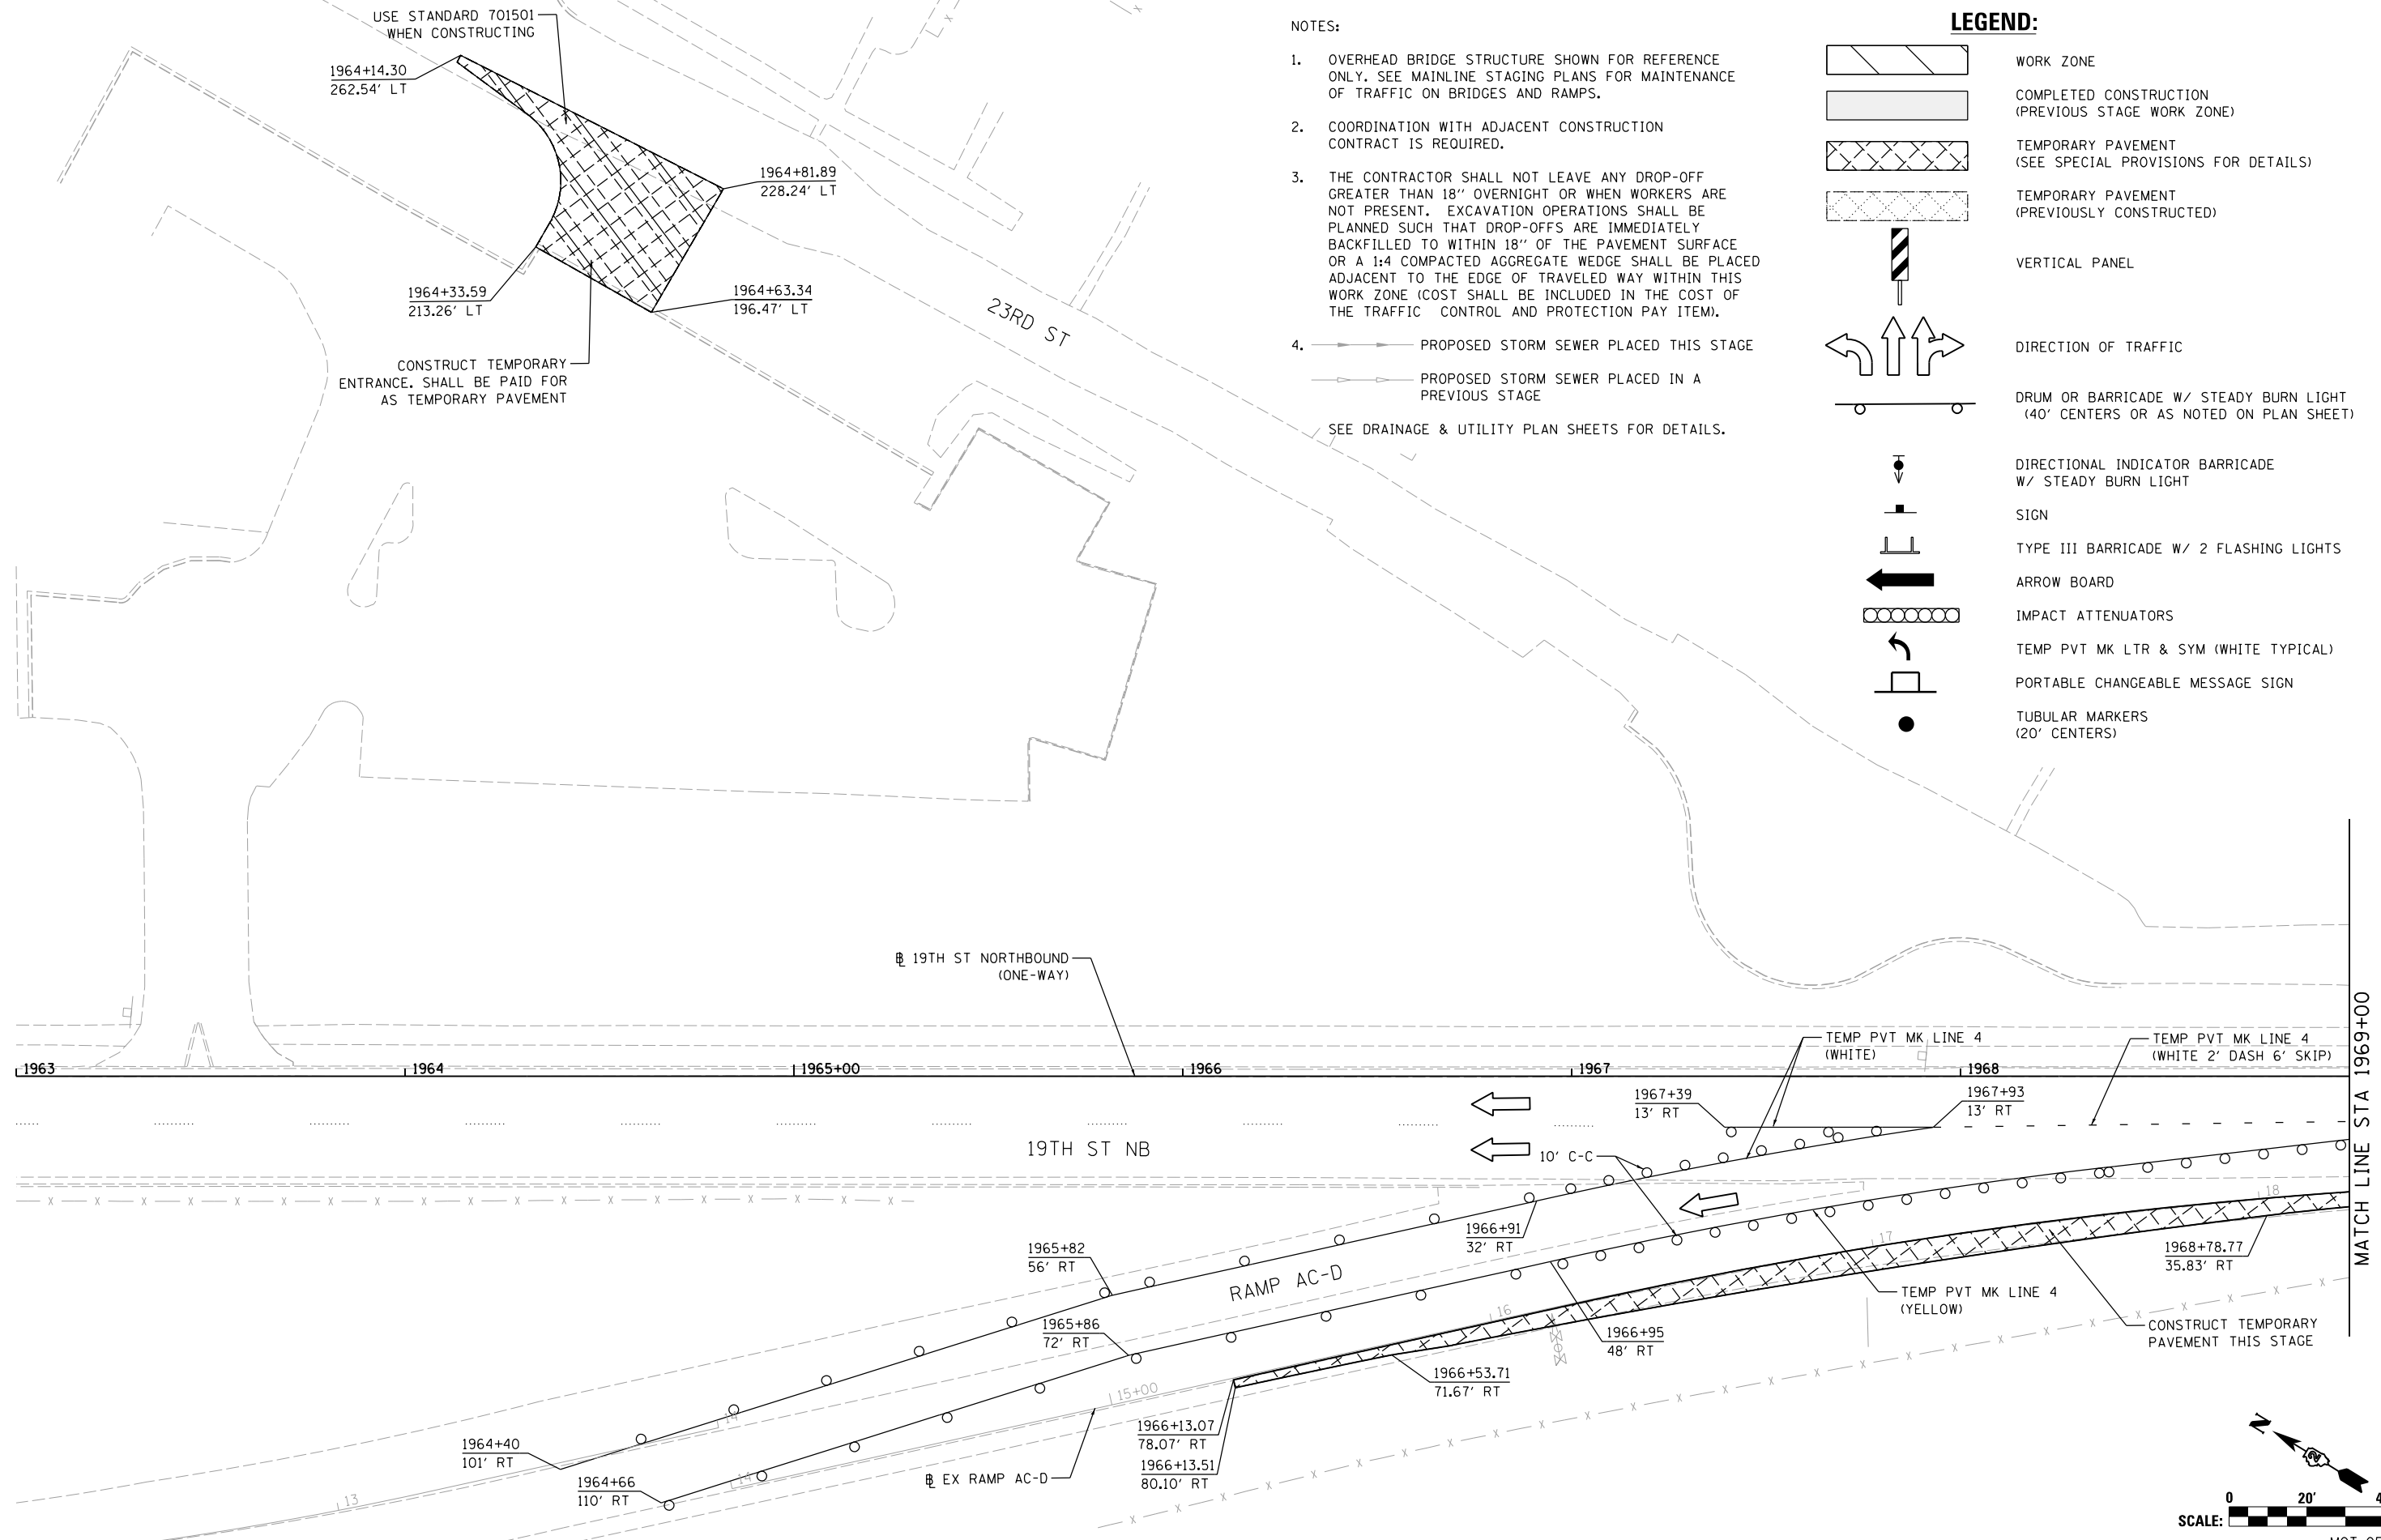 USE STANDARD 701501
WHEN CONSTRUCTING
1964+14.30
262.54' LT
1964+81.89
228.24' LT
1964+33.59
213.26' LT
1964+63.34
196.47' LT
CONSTRUCT TEMPORARY
ENTRANCE. SHALL BE PAID FOR
AS TEMPORARY PAVEMENT
23RD ST
NOTES:
1. OVERHEAD BRIDGE STRUCTURE SHOWN FOR REFERENCE
ONLY. SEE MAINLINE STAGING PLANS FOR MAINTENANCE
OF TRAFFIC ON BRIDGES AND RAMPS.
2. COORDINATION WITH ADJACENT CONSTRUCTION
CONTRACT IS REQUIRED.
3. THE CONTRACTOR SHALL NOT LEAVE ANY DROP-OFF
GREATER THAN 18'' OVERNIGHT OR WHEN WORKERS ARE
NOT PRESENT. EXCAVATION OPERATIONS SHALL BE
PLANNED SUCH THAT DROP-OFFS ARE IMMEDIATELY
BACKFILLED TO WITHIN 18'' OF THE PAVEMENT SURFACE
OR A 1:4 COMPACTED AGGREGATE WEDGE SHALL BE PLACED
ADJACENT TO THE EDGE OF TRAVELED WAY WITHIN THIS
WORK ZONE (COST SHALL BE INCLUDED IN THE COST OF
THE TRAFFIC CONTROL AND PROTECTION PAY ITEM).
4. PROPOSED STORM SEWER PLACED THIS STAGE
PROPOSED STORM SEWER PLACED IN A
PREVIOUS STAGE
SEE DRAINAGE & UTILITY PLAN SHEETS FOR DETAILS.
LEGEND:
WORK ZONE
COMPLETED CONSTRUCTION
(PREVIOUS STAGE WORK ZONE)
TEMPORARY PAVEMENT
(SEE SPECIAL PROVISIONS FOR DETAILS)
TEMPORARY PAVEMENT
(PREVIOUSLY CONSTRUCTED)
VERTICAL PANEL
DIRECTION OF TRAFFIC
DRUM OR BARRICADE W/ STEADY BURN LIGHT
(40' CENTERS OR AS NOTED ON PLAN SHEET)
DIRECTIONAL INDICATOR BARRICADE
W/ STEADY BURN LIGHT
SIGN
TYPE III BARRICADE W/ 2 FLASHING LIGHTS
ARROW BOARD
IMPACT ATTENUATORS
TEMP PVT MK LTR & SYM (WHITE TYPICAL)
PORTABLE CHANGEABLE MESSAGE SIGN
TUBULAR MARKERS
(20' CENTERS)
BL 19TH ST NORTHBOUND
(ONE-WAY)
1963
1964
1965+00
1966
1967
1968
TEMP PVT MK LINE 4
(WHITE)
TEMP PVT MK LINE 4
(WHITE 2' DASH 6' SKIP)
MATCH LINE STA 1969+00
1967+39
13' RT
1967+93
13' RT
19TH ST NB
10' C-C
1966+91
32' RT
1965+82
56' RT
RAMP AC-D
1965+86
72' RT
1966+95
48' RT
1966+53.71
71.67' RT
1966+13.07
78.07' RT
1966+13.51
80.10' RT
1964+40
101' RT
1964+66
110' RT
BL EX RAMP AC-D
13
14
14
15+00
16
17
18
1968+78.77
35.83' RT
TEMP PVT MK LINE 4
(YELLOW)
CONSTRUCT TEMPORARY
PAVEMENT THIS STAGE
N
SCALE:
0 20' 4